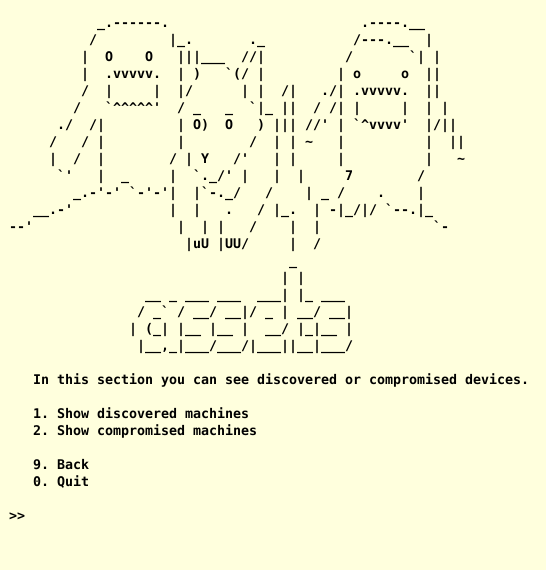 assets
In this section you can see discovered or compromised devices.
1. Show discovered machines
2. Show compromised machines
9. Back
0. Quit
>>